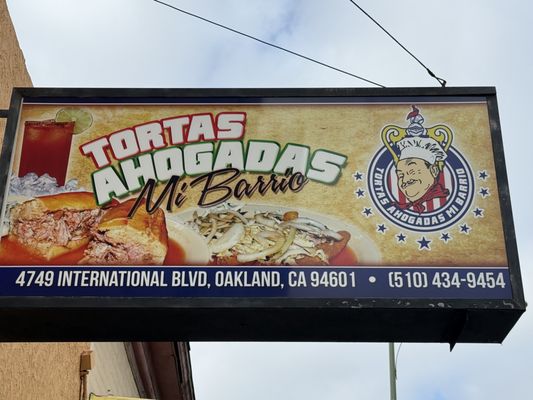 TORTAS
AHOGADAS
Mi Barrio
TORTAS AHOGADAS MI BARRIO
4749 INTERNATIONAL BLVD, OAKLAND, CA 94601 • (510) 434-9454